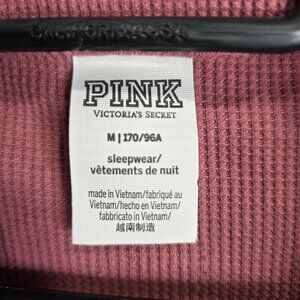 PINK
VICTORIA'S SECRET
M | 170/96A
sleepwear/
vêtements de nuit
made in Vietnam/fabriqué au
Vietnam/hecho en Vietnam/
fabbricato in Vietnam/
越南制造